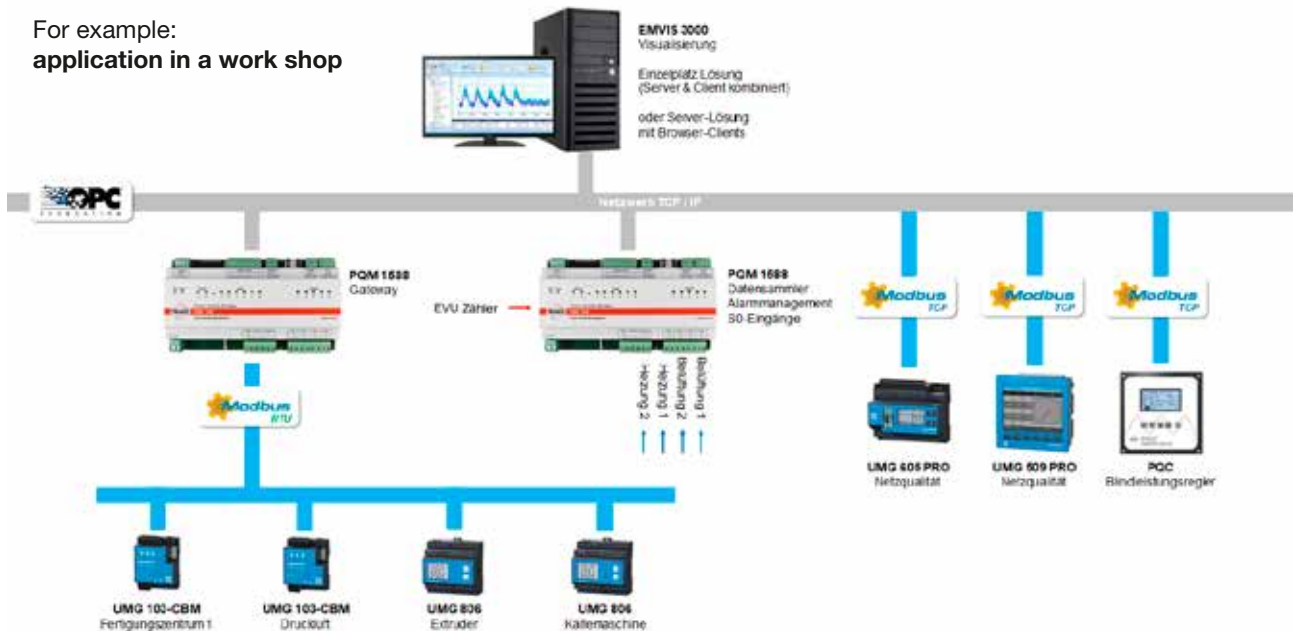 For example:
application in a work shop
EMVIS 3000
Visualisierung
Einzelplatz Lösung
(Server & Client kombiniert)
oder Server-Lösung
mit Browser-Clients
OPC
FOUNDATION
Netzwerk TCP / IP
PQM 1588
Gateway
EVU Zähler
PQM 1588
Datensammler
Alarmmanagement
S0-Eingänge
Heizung 2
Heizung 1
Belüftung 2
Belüftung 1
Modbus
TCP
Modbus
TCP
Modbus
TCP
Modbus
RTU
UMG 605 PRO
Netzqualität
UMG 509 PRO
Netzqualität
PQC
Blindleistungsregler
UMG 103-CBM
Fertigungszentrum 1
UMG 103-CBM
Druckluft
UMG 806
Extruder
UMG 806
Kältemaschine